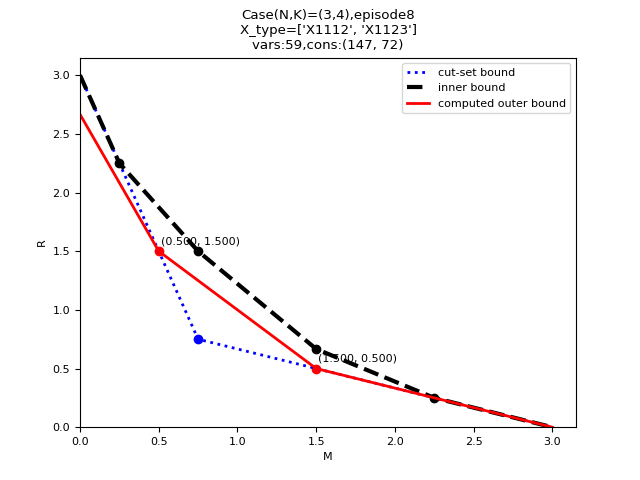 Case(N,K)=(3,4),episode8
X_type=['X1112', 'X1123']
vars:59,cons:(147, 72)
cut-set bound
inner bound
computed outer bound
3.0
2.5
2.0
1.5
1.0
0.5
0.0
R
(0.500, 1.500)
(1.500, 0.500)
0.0
0.5
1.0
1.5
2.0
2.5
3.0
M